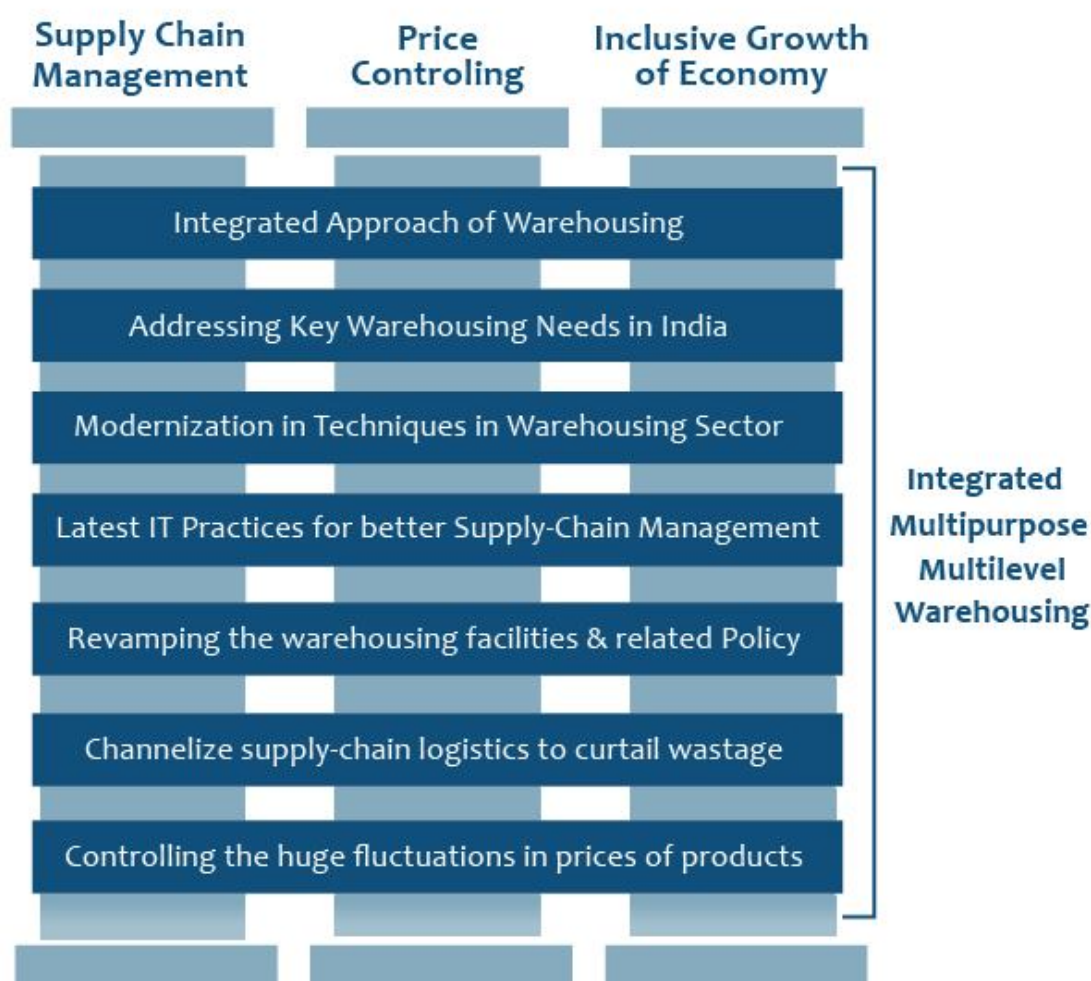 Supply Chain
Management
Price
Controling
Inclusive Growth
of Economy
Integrated Approach of Warehousing
Addressing Key Warehousing Needs in India
Modernization in Techniques in Warehousing Sector
Latest IT Practices for better Supply-Chain Management
Revamping the warehousing facilities & related Policy
Channelize supply-chain logistics to curtail wastage
Controlling the huge fluctuations in prices of products
Integrated
Multipurpose
Multilevel
Warehousing